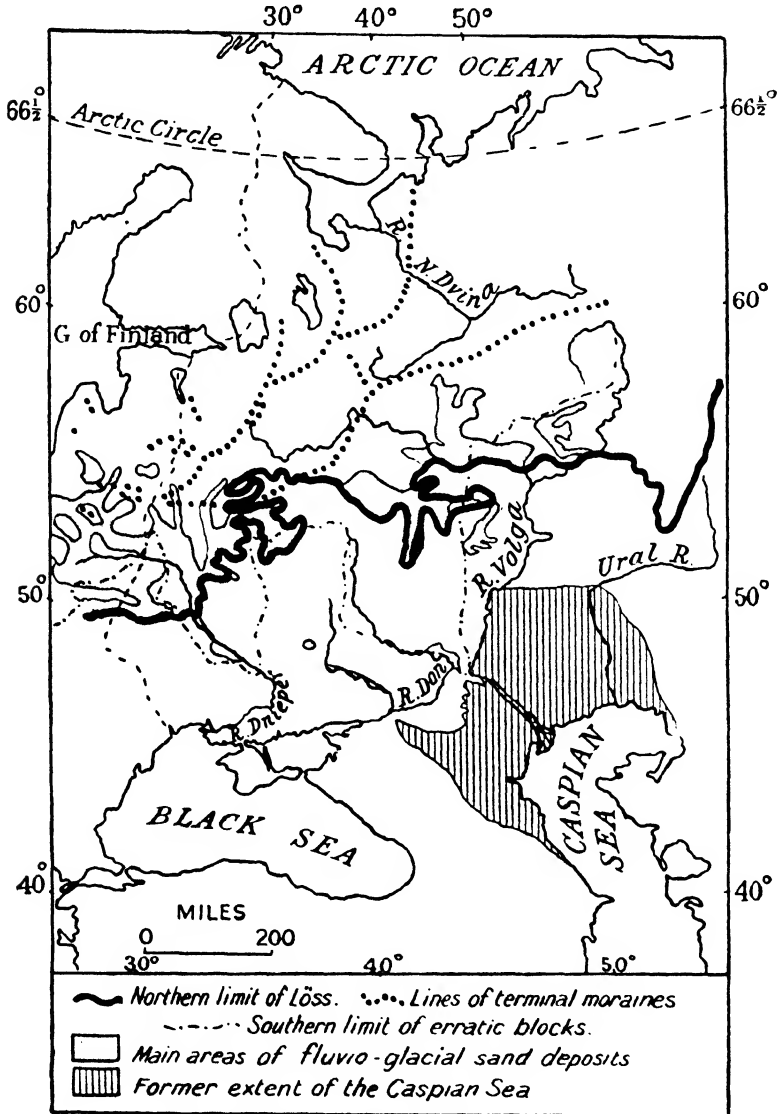 30° 40° 50°
ARCTIC OCEAN
66½° 66½°
Arctic Circle
R. N. Dvina
60° 60°
G of Finland
R. Volga
Ural R.
50° 50°
R. Don
R. Dniepr
CASPIAN SEA
BLACK SEA
40° 40°
MILES
0 200
30° 40° 50°
Northern limit of Löss. Lines of terminal moraines
Southern limit of erratic blocks.
Main areas of fluvio-glacial sand deposits
Former extent of the Caspian Sea